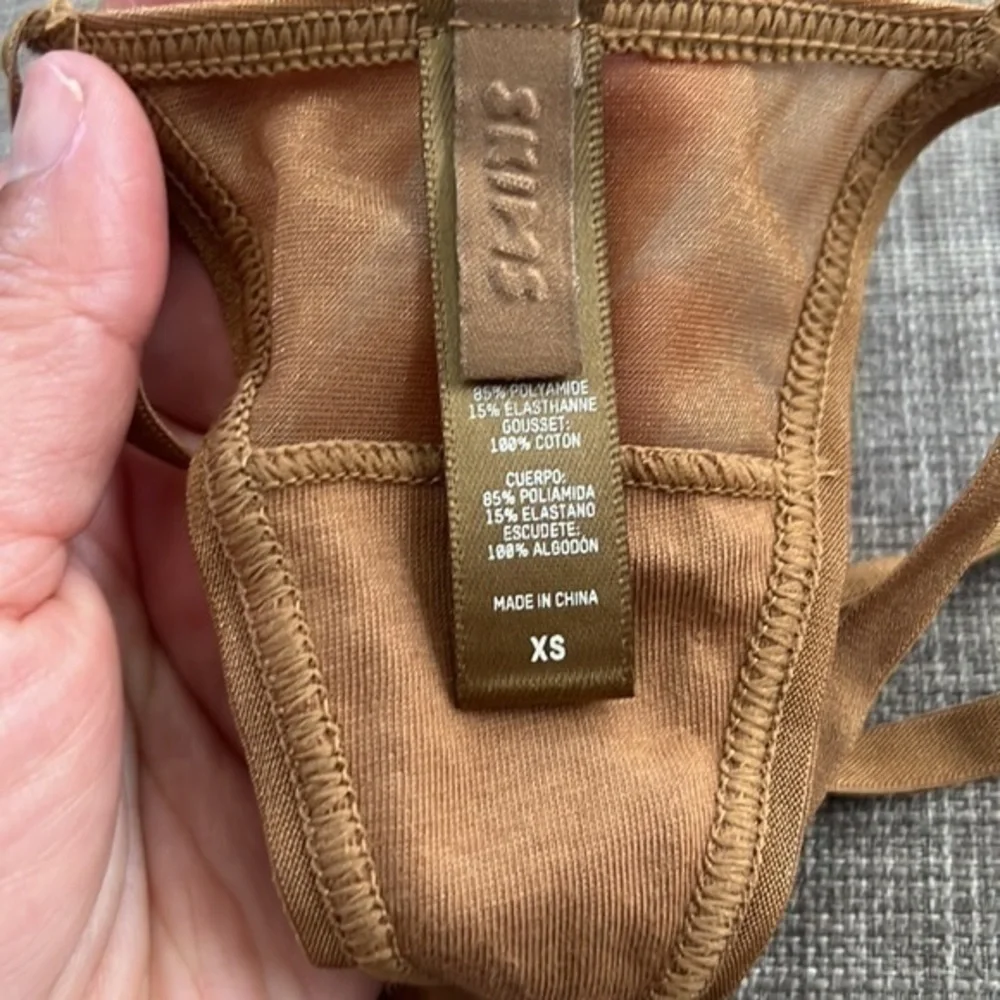 SKIMS
85% POLYAMIDE
15% ELASTHANNE
GOUSSET:
100% COTON
CUERPO:
85% POLIAMIDA
15% ELASTANO
ESCUDETE:
100% ALGODÓN
MADE IN CHINA
XS